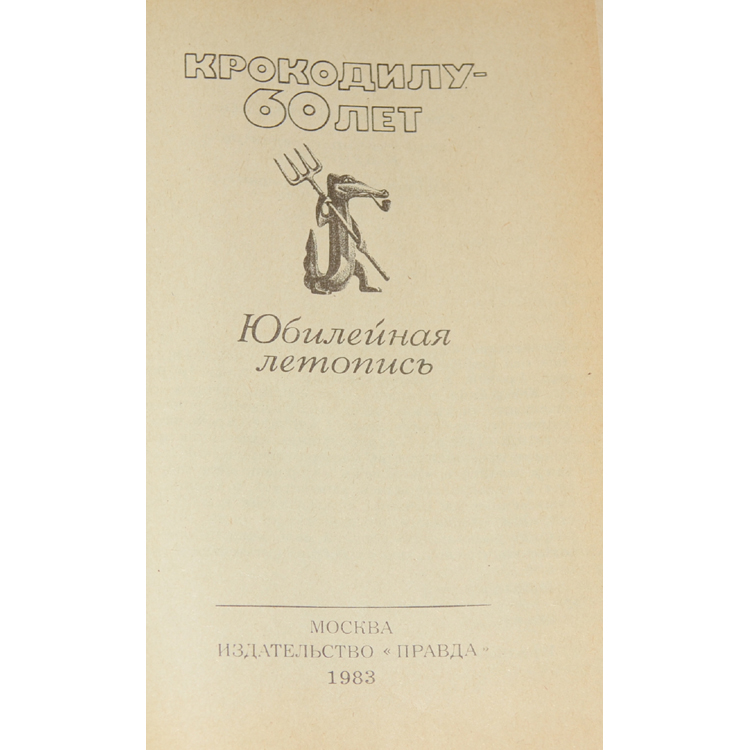 КРОКОДИЛУ-
60 ЛЕТ
Юбилейная
летопись
МОСКВА
ИЗДАТЕЛЬСТВО «ПРАВДА»
1983